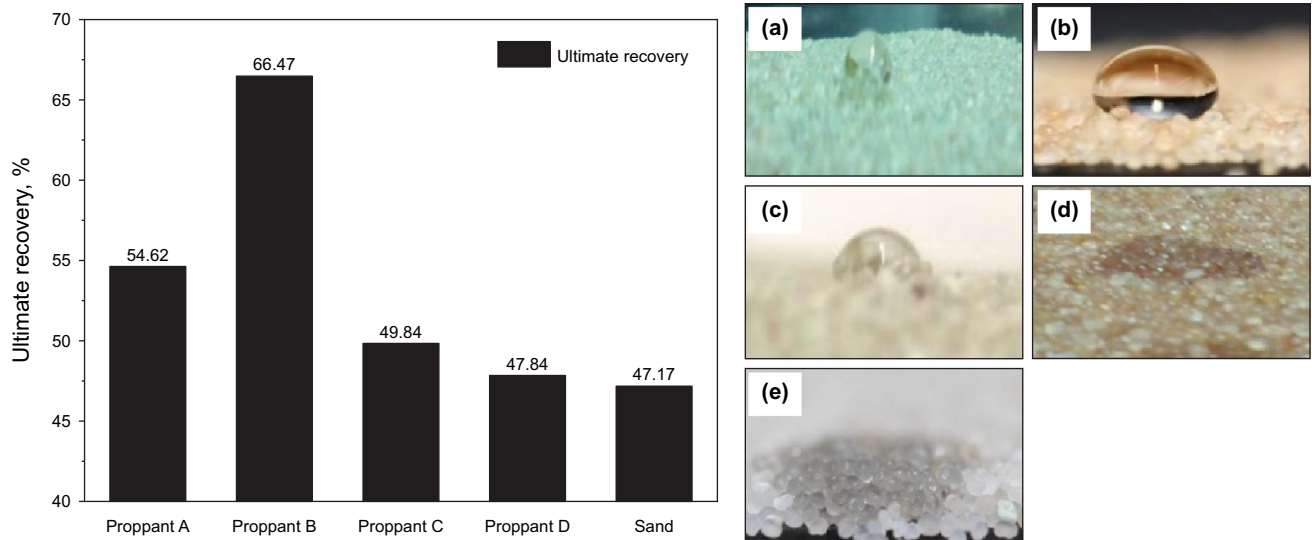 Ultimate recovery, %
70
65
60
55
50
45
40
Ultimate recovery
54.62
66.47
49.84
47.84
47.17
Proppant A
Proppant B
Proppant C
Proppant D
Sand
(a)
(b)
(c)
(d)
(e)